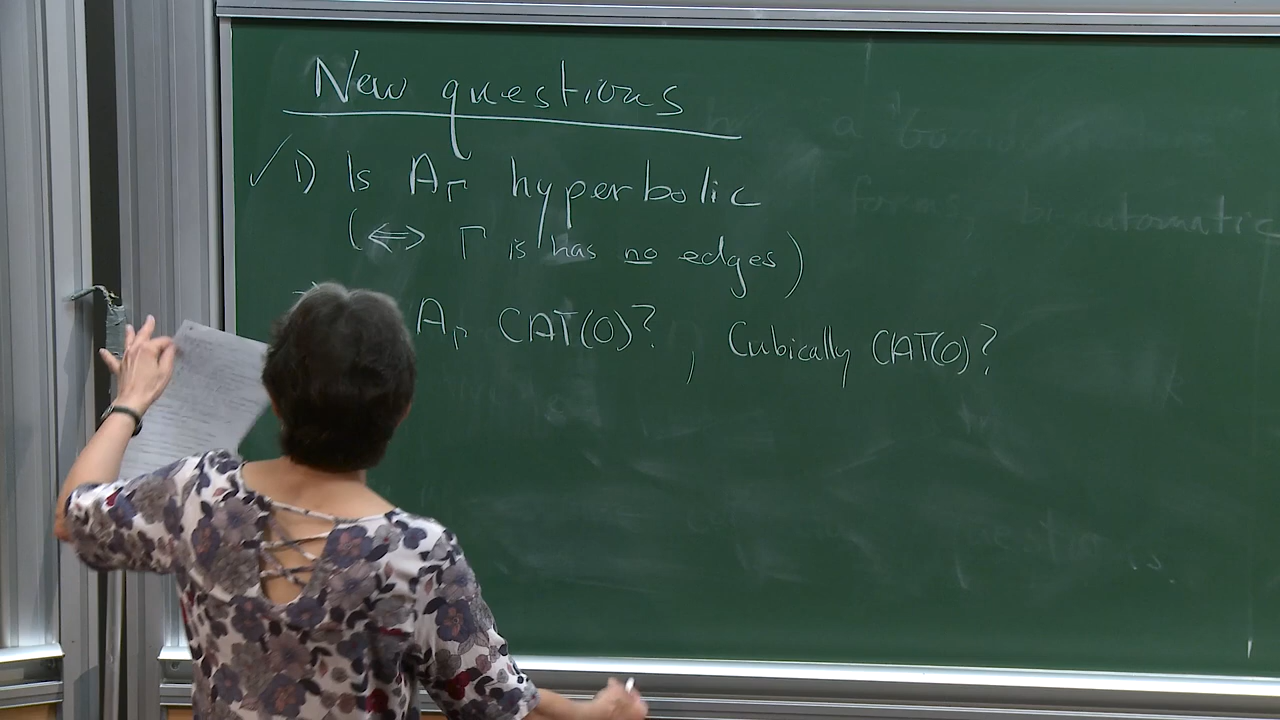 New questions
✓ 1) Is A_Γ hyperbolic
(⟺ Γ is has no edges)
A_Γ CAT(0)? , Cubically CAT(0)?